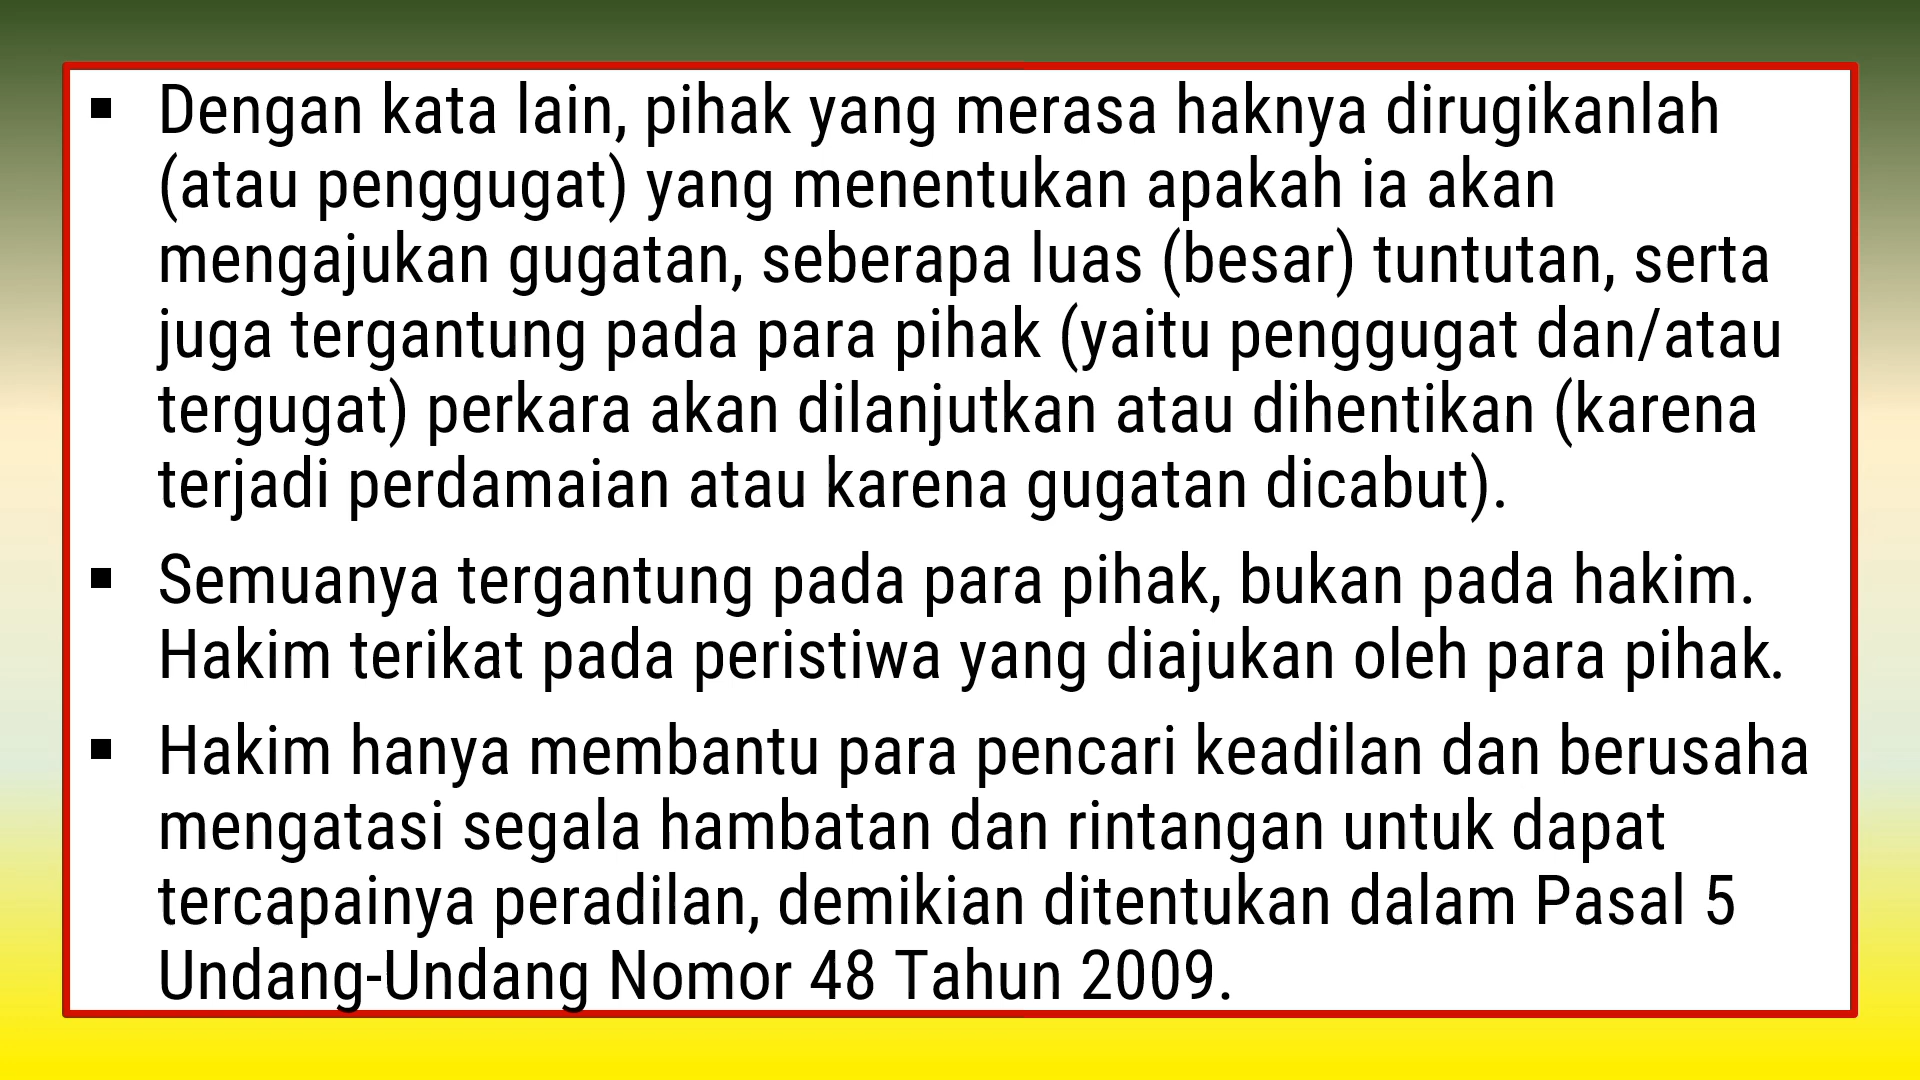 ▪ Dengan kata lain, pihak yang merasa haknya dirugikanlah
(atau penggugat) yang menentukan apakah ia akan
mengajukan gugatan, seberapa luas (besar) tuntutan, serta
juga tergantung pada para pihak (yaitu penggugat dan/atau
tergugat) perkara akan dilanjutkan atau dihentikan (karena
terjadi perdamaian atau karena gugatan dicabut).
▪ Semuanya tergantung pada para pihak, bukan pada hakim.
Hakim terikat pada peristiwa yang diajukan oleh para pihak.
▪ Hakim hanya membantu para pencari keadilan dan berusaha
mengatasi segala hambatan dan rintangan untuk dapat
tercapainya peradilan, demikian ditentukan dalam Pasal 5
Undang-Undang Nomor 48 Tahun 2009.